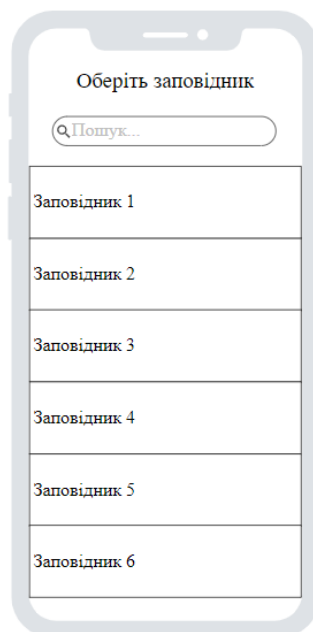 Оберіть заповідник
Пошук...
Заповідник 1
Заповідник 2
Заповідник 3
Заповідник 4
Заповідник 5
Заповідник 6